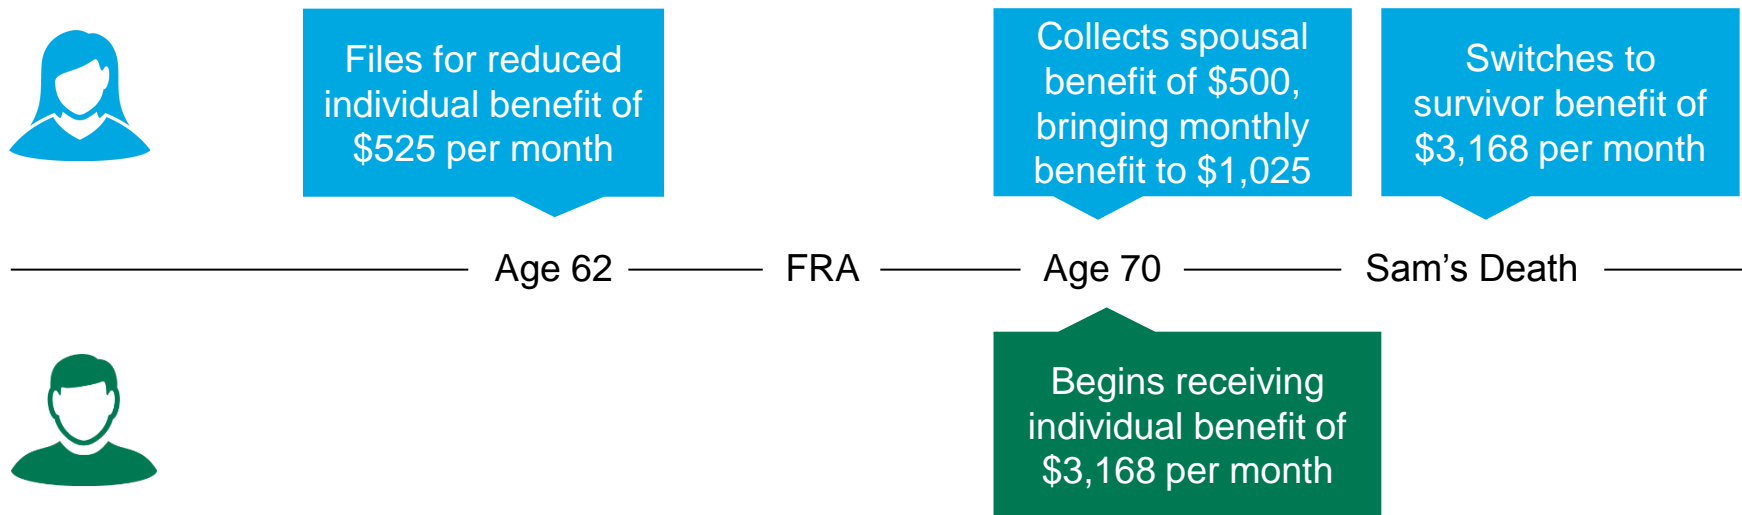 Files for reduced
individual benefit of
$525 per month
Collects spousal
benefit of $500,
bringing monthly
benefit to $1,025
Switches to
survivor benefit of
$3,168 per month
Age 62
FRA
Age 70
Sam’s Death
Begins receiving
individual benefit of
$3,168 per month